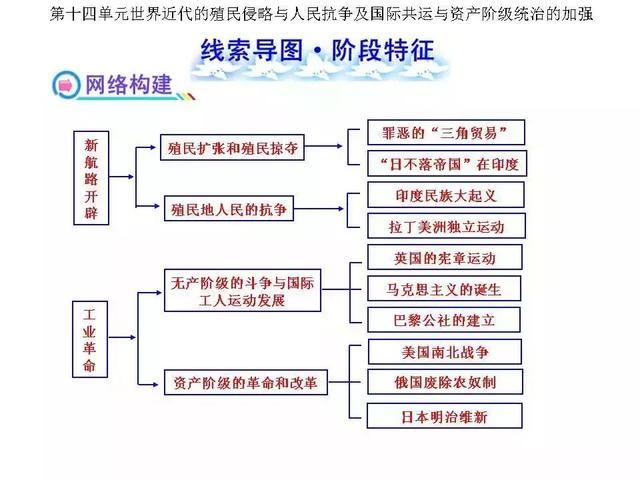 第十四单元世界近代的殖民侵略与人民抗争及国际共运与资产阶级统治的加强
线索导图·阶段特征
网络构建
新航路开辟
殖民扩张和殖民掠夺
罪恶的“三角贸易”
“日不落帝国”在印度
殖民地人民的抗争
印度民族大起义
拉丁美洲独立运动
工业革命
无产阶级的斗争与国际
工人运动发展
英国的宪章运动
马克思主义的诞生
巴黎公社的建立
资产阶级的革命和改革
美国南北战争
俄国废除农奴制
日本明治维新